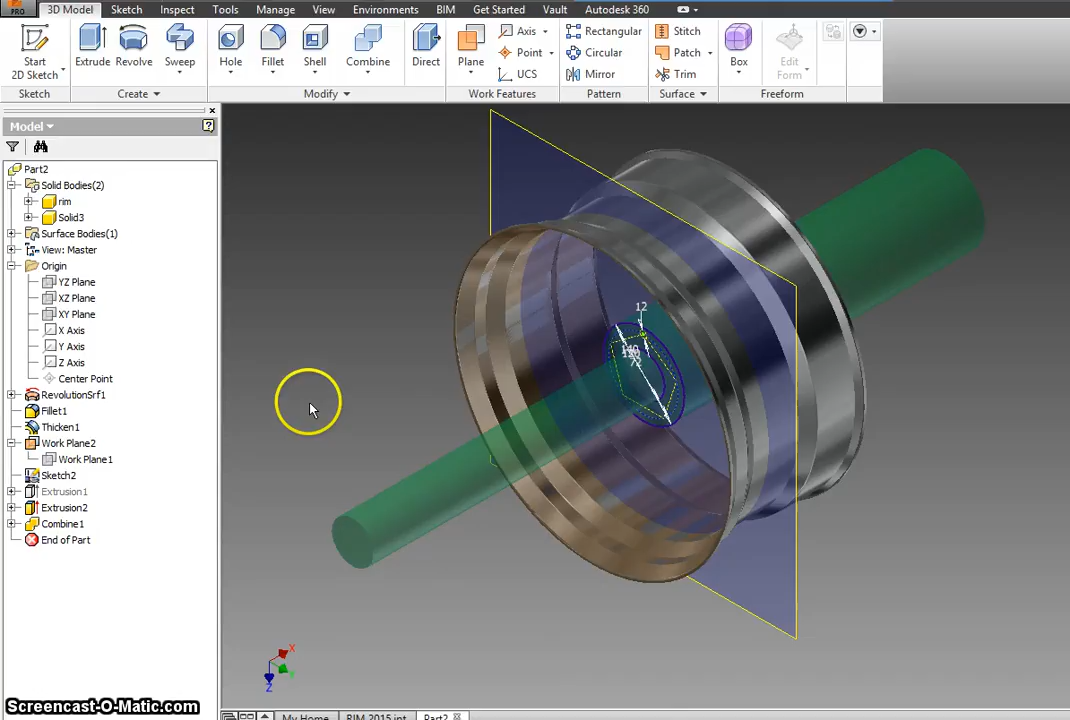 PRO 3D Model Sketch Inspect Tools Manage View Environments BIM Get Started Vault Autodesk 360
Start
2D Sketch
Extrude Revolve Sweep
Hole Fillet Shell Combine
Direct
Plane
Axis
Point
UCS
Rectangular
Circular
Mirror
Stitch
Patch
Trim
Box
Edit
Form
Sketch Create Modify Work Features Pattern Surface Freeform
Model
Part2
Solid Bodies(2)
rim
Solid3
Surface Bodies(1)
View: Master
Origin
YZ Plane
XZ Plane
XY Plane
X Axis
Y Axis
Z Axis
Center Point
RevolutionSrf1
Fillet1
Thicken1
Work Plane2
Work Plane1
Sketch2
Extrusion1
Extrusion2
Combine1
End of Part
12
72
X
Y
Z
My Home RIM 2015.ipt Part2
Screencast-O-Matic.com